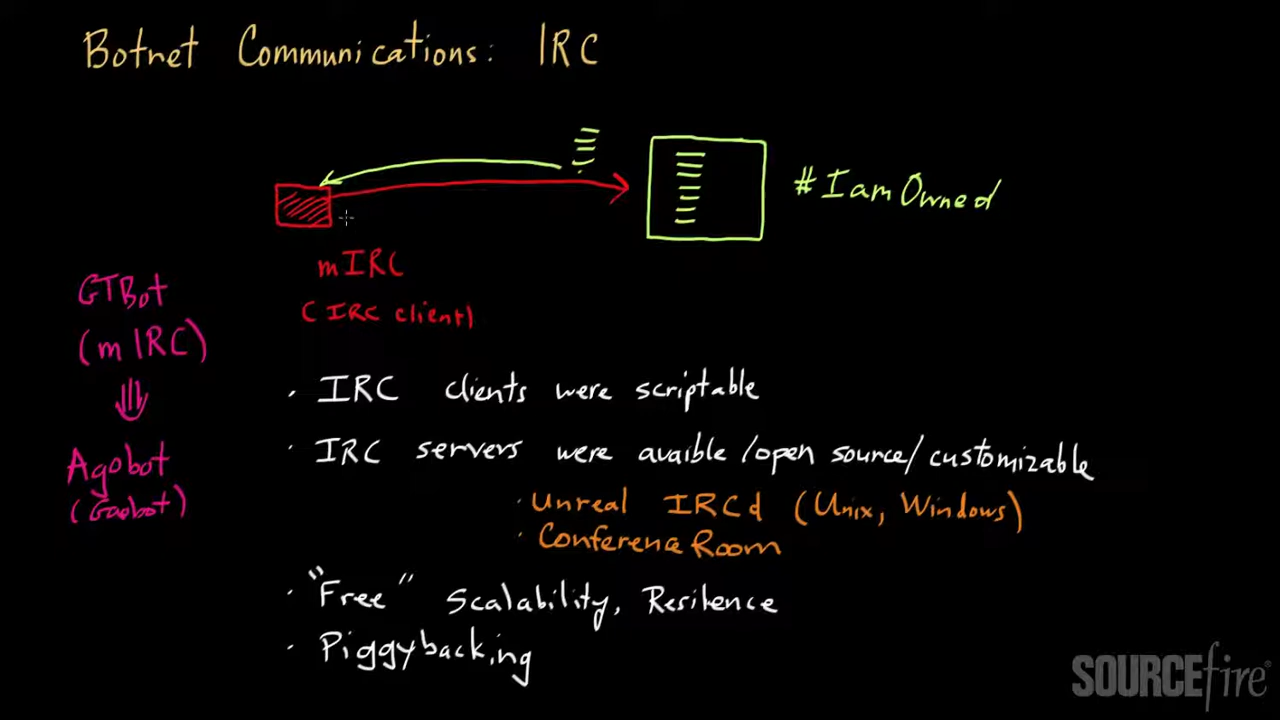 Botnet Communications: IRC
#IamOwned
mIRC
(IRC client)
GTBot
(mIRC)
Agobot
(Gaobot)
· IRC clients were scriptable
· IRC servers were avaible /open source/customizable
· Unreal IRCd (Unix, Windows)
· Conference Room
· "Free" Scalability, Resilence
· Piggybacking
SOURCEfire®